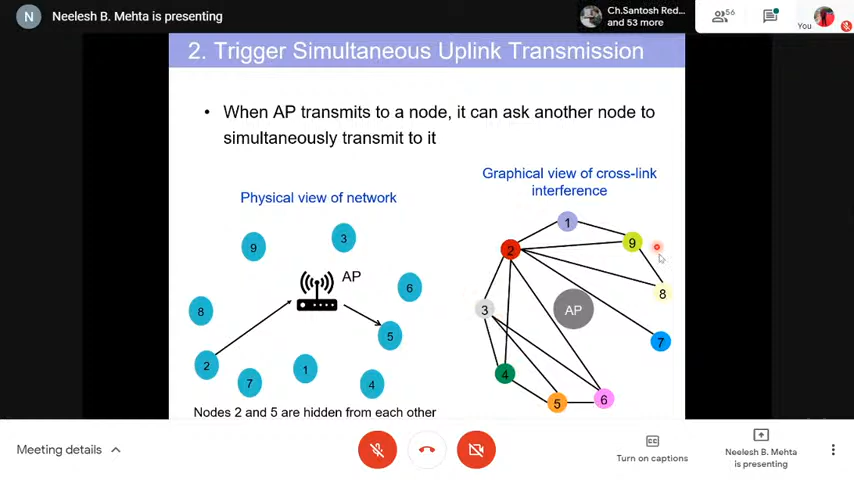 N Neelesh B. Mehta is presenting
Ch.Santosh Red...
and 53 more
56
You
2. Trigger Simultaneous Uplink Transmission
• When AP transmits to a node, it can ask another node to
simultaneously transmit to it
Physical view of network
9
3
AP
6
8
5
2
7
1
4
Nodes 2 and 5 are hidden from each other
Graphical view of cross-link
interference
1
2
9
8
3
AP
7
4
5
6
Meeting details
Turn on captions
Neelesh B. Mehta
is presenting